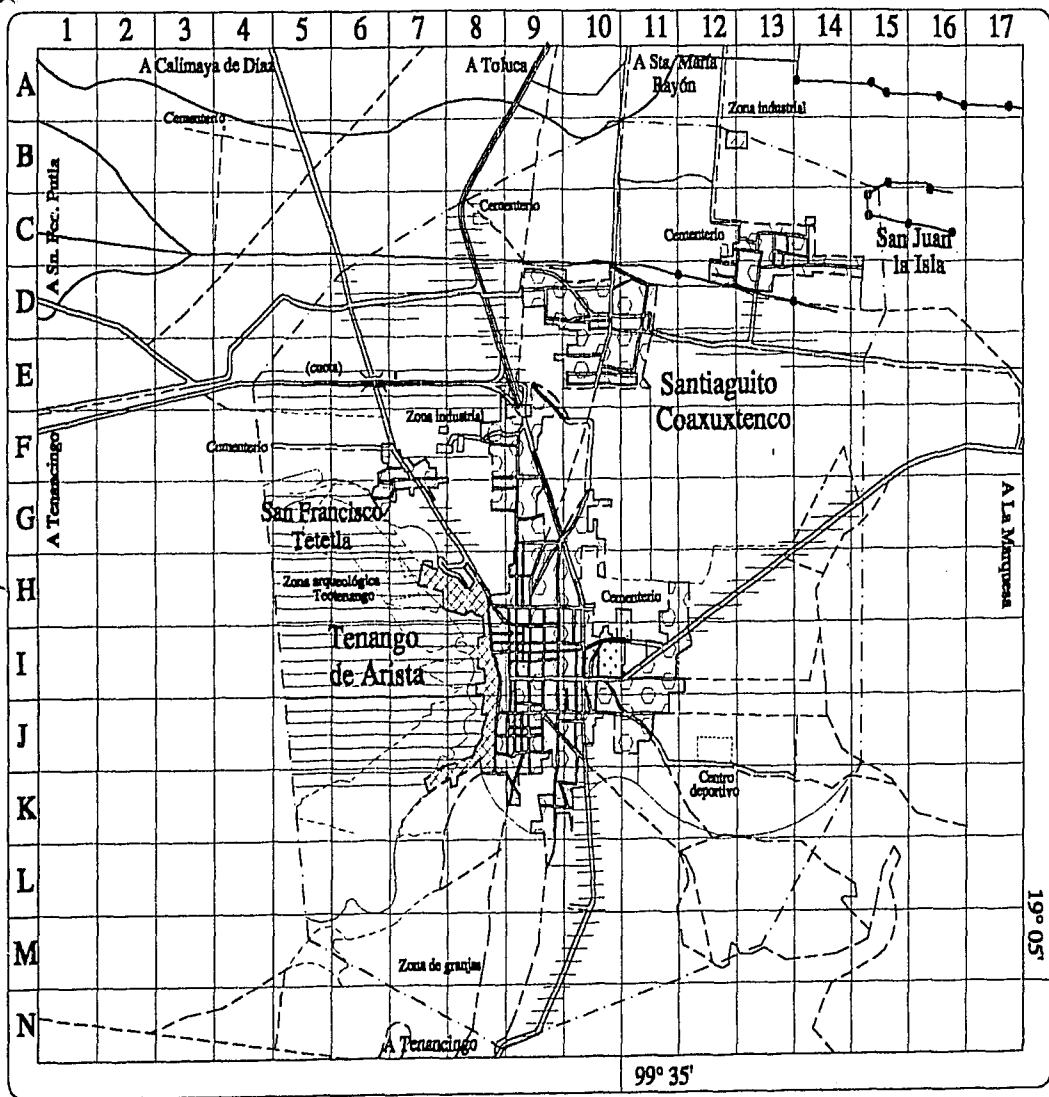 1 2 3 4 5 6 7 8 9 10 11 12 13 14 15 16 17
A
B
C
D
E
F
G
H
I
J
K
L
M
N
A Calimaya de Díaz
A Toluca
A Sta. María
Rayón
Zona industrial
Cementerio
A Sn. Fco. Putla
Cementerio
Cementerio
San Juan
la Isla
(cuota)
Santiaguito
Coaxuxtenco
Zona industrial
Cementerio
A Tenancingo
San Francisco
Tetetla
A La Marquesa
Zona arqueológica
Teotenango
Cementerio
Tenango
de Arista
Centro
deportivo
19° 05'
Zona de granjas
A Tenancingo
99° 35'